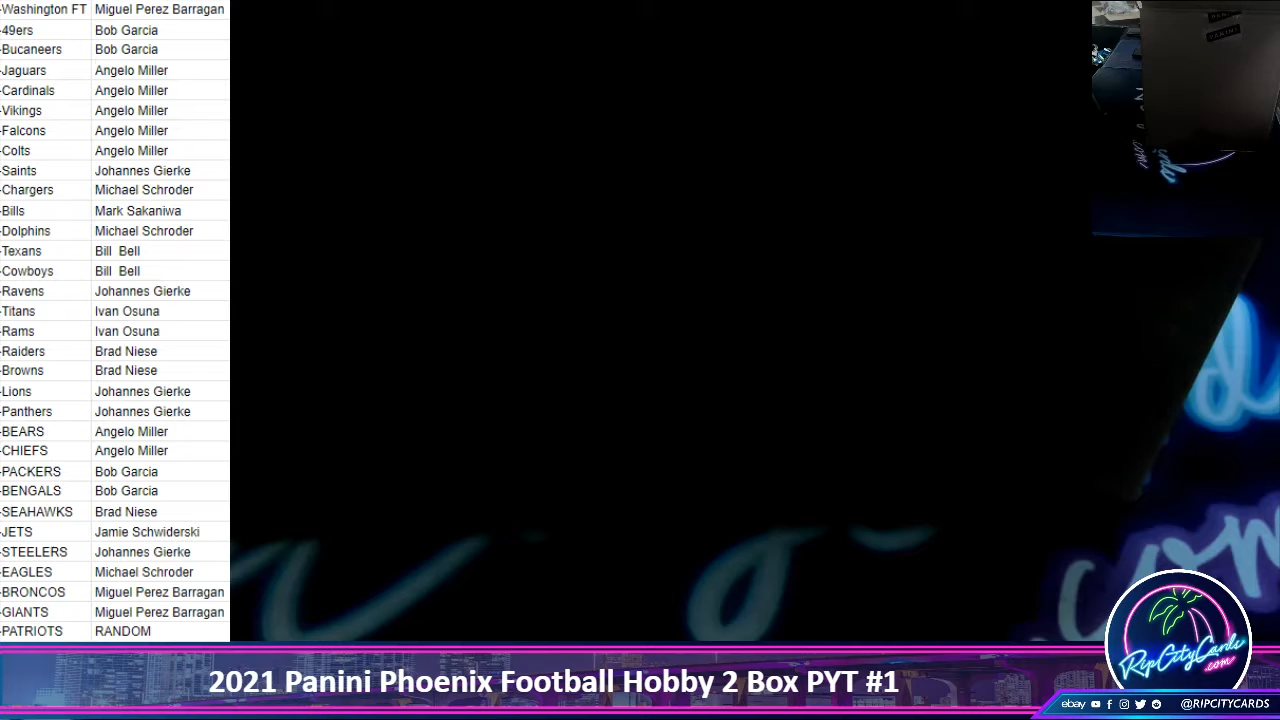 -Washington FT Miguel Perez Barragan
-49ers Bob Garcia
-Bucaneers Bob Garcia
-Jaguars Angelo Miller
-Cardinals Angelo Miller
-Vikings Angelo Miller
-Falcons Angelo Miller
-Colts Angelo Miller
-Saints Johannes Gierke
-Chargers Michael Schroder
-Bills Mark Sakaniwa
-Dolphins Michael Schroder
-Texans Bill Bell
-Cowboys Bill Bell
-Ravens Johannes Gierke
-Titans Ivan Osuna
-Rams Ivan Osuna
-Raiders Brad Niese
-Browns Brad Niese
-Lions Johannes Gierke
-Panthers Johannes Gierke
-BEARS Angelo Miller
-CHIEFS Angelo Miller
-PACKERS Bob Garcia
-BENGALS Bob Garcia
-SEAHAWKS Brad Niese
-JETS Jamie Schwiderski
-STEELERS Johannes Gierke
-EAGLES Michael Schroder
-BRONCOS Miguel Perez Barragan
-GIANTS Miguel Perez Barragan
-PATRIOTS RANDOM
PANINI
RipCityCards
.com
2021 Panini Phoenix Football Hobby 2 Box PYT #1
ebay @RIPCITYCARDS